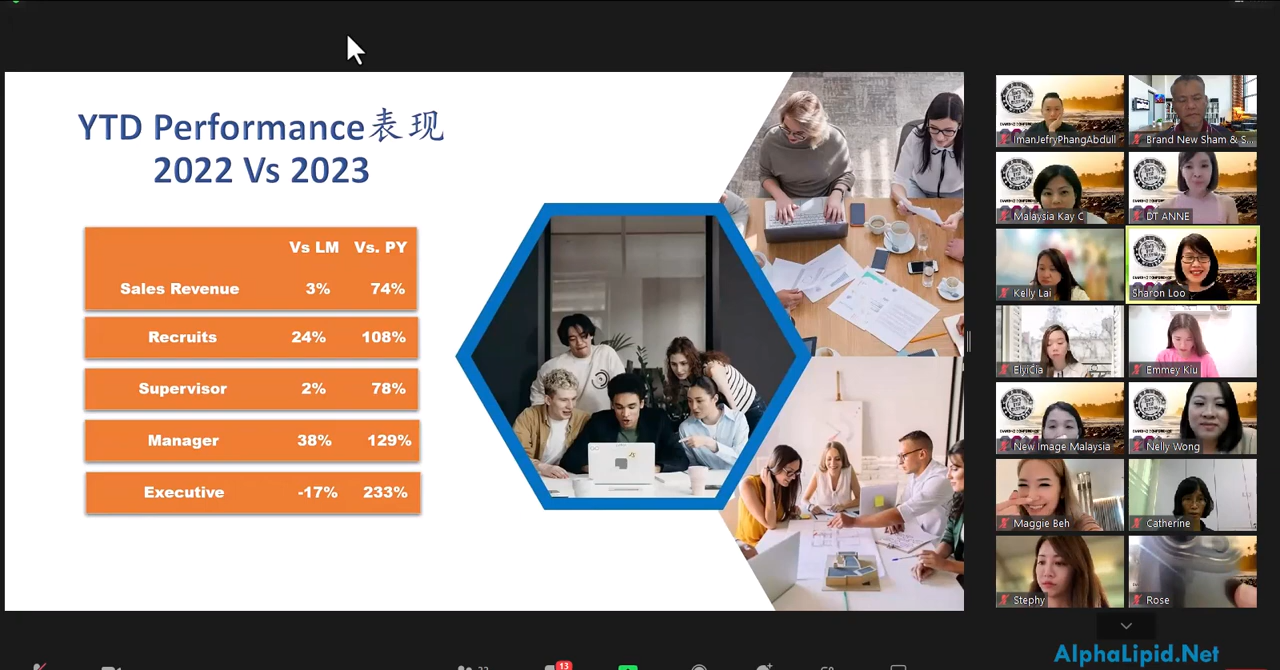 YTD Performance表现
2022 Vs 2023
Vs LM Vs. PY
Sales Revenue 3% 74%
Recruits 24% 108%
Supervisor 2% 78%
Manager 38% 129%
Executive -17% 233%
ImanJefryPhangAbdull
Brand New Sham & S...
Malaysia Kay C
DT ANNE
Kelly Lai
Sharon Loo
ElyiCia
Emmey Kiu
New Image Malaysia
Nelly Wong
Maggie Beh
Catherine
Stephy
Rose
13
AlphaLipid.Net